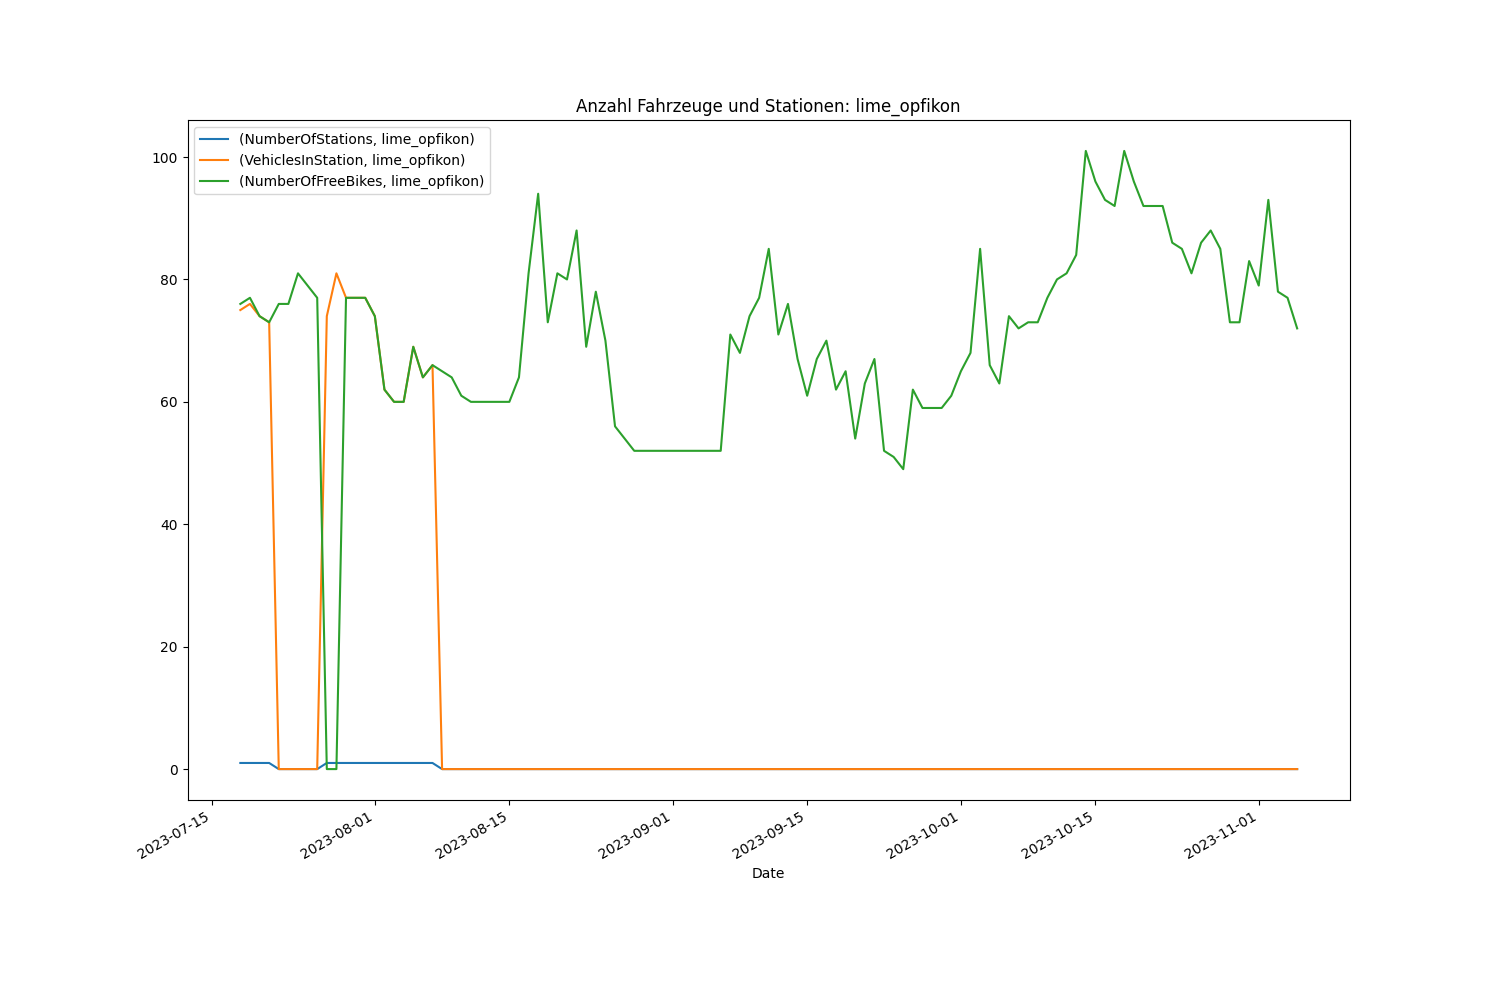 Anzahl Fahrzeuge und Stationen: lime_opfikon
(NumberOfStations, lime_opfikon)
(VehiclesInStation, lime_opfikon)
(NumberOfFreeBikes, lime_opfikon)
100
80
60
40
20
0
2023-07-15
2023-08-01
2023-08-15
2023-09-01
2023-09-15
2023-10-01
2023-10-15
2023-11-01
Date